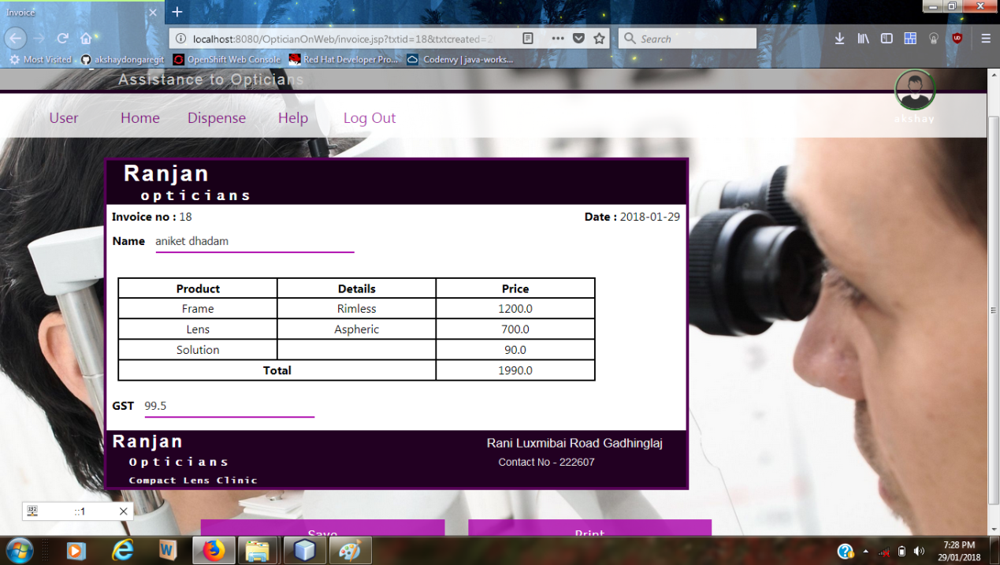 Invoice
localhost:8080/OpticianOnWeb/invoice.jsp?txtid=18&txtcreated=2
Search
Most Visited akshaydongaregit OpenShift Web Console Red Hat Developer Pro... Codenvy | java-works...
Assistance to Opticians
User Home Dispense Help Log Out
akshay
Ranjan
opticians
Invoice no : 18 Date : 2018-01-29
Name aniket dhadam
Product Details Price
Frame Rimless 1200.0
Lens Aspheric 700.0
Solution 90.0
Total 1990.0
GST 99.5
Ranjan Rani Luxmibai Road Gadhinglaj
Opticians Contact No - 222607
Compact Lens Clinic
::1
Save Print
7:28 PM
29/01/2018